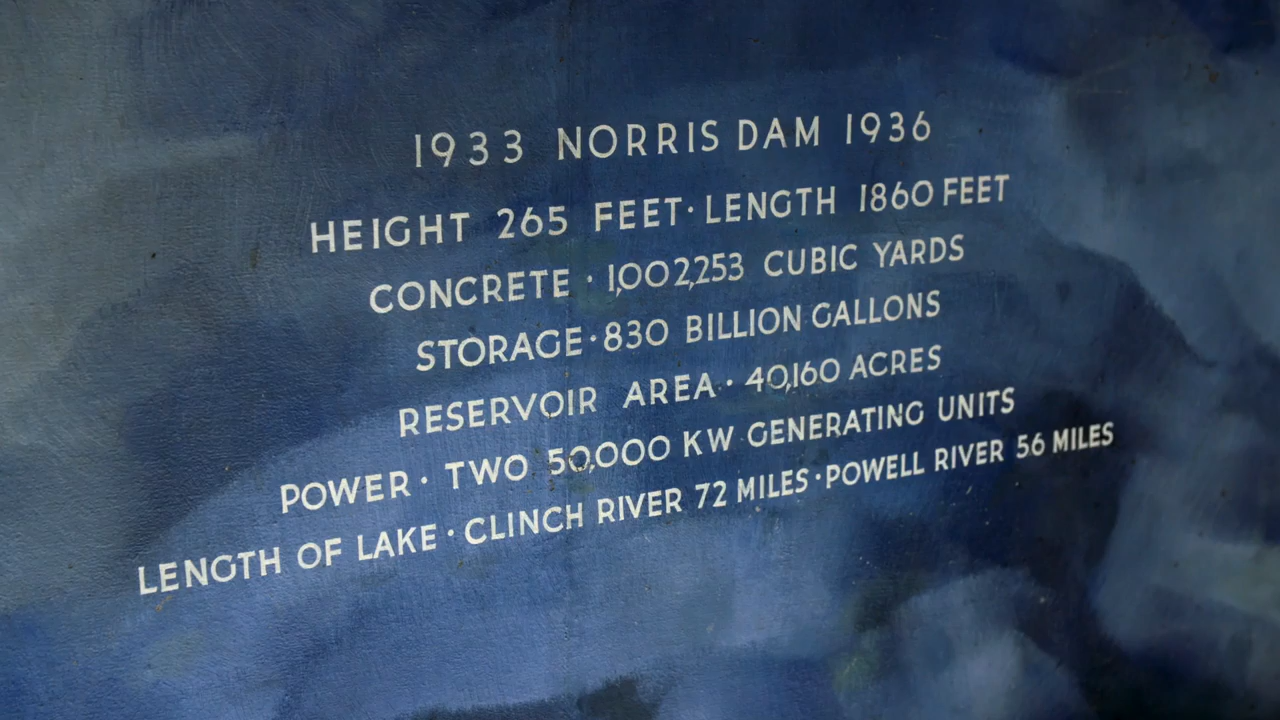 1933 NORRIS DAM 1936
HEIGHT 265 FEET · LENGTH 1860 FEET
CONCRETE · 1,002,253 CUBIC YARDS
STORAGE · 830 BILLION GALLONS
RESERVOIR AREA · 40,160 ACRES
POWER · TWO 50,000 KW GENERATING UNITS
LENGTH OF LAKE · CLINCH RIVER 72 MILES · POWELL RIVER 56 MILES